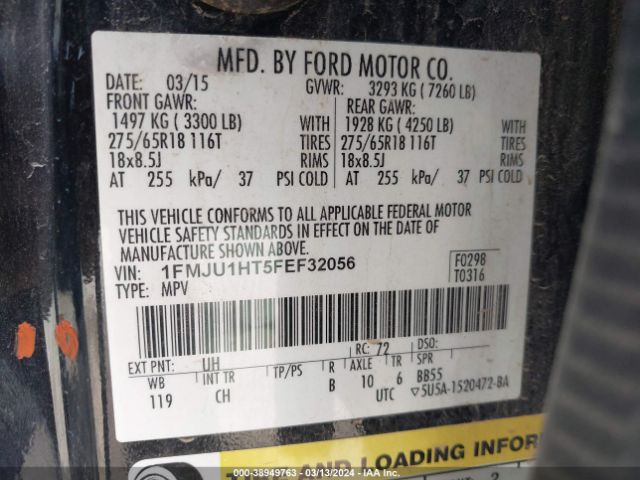 MFD. BY FORD MOTOR CO.
DATE: 03/15 GVWR: 3293 KG ( 7260 LB)
FRONT GAWR: REAR GAWR:
1497 KG ( 3300 LB) WITH 1928 KG ( 4250 LB) WITH
275/65R18 116T TIRES 275/65R18 116T TIRES
18x8.5J RIMS 18x8.5J RIMS
AT 255 kPa/ 37 PSI COLD AT 255 kPa/ 37 PSI COLD
THIS VEHICLE CONFORMS TO ALL APPLICABLE FEDERAL MOTOR
VEHICLE SAFETY STANDARDS IN EFFECT ON THE DATE OF
MANUFACTURE SHOWN ABOVE.
VIN: 1FMJU1HT5FEF32056 F0298
TYPE: MPV T0316
EXT PNT: UH RC: 72 DSO:
WB INT TR TP/PS R AXLE TR SPR
119 CH B 10 6 BB55
UTC ▽5U5A-1520472-BA
AND LOADING INFOR
00-38949763 - 03/13/2024 - IAA Inc.